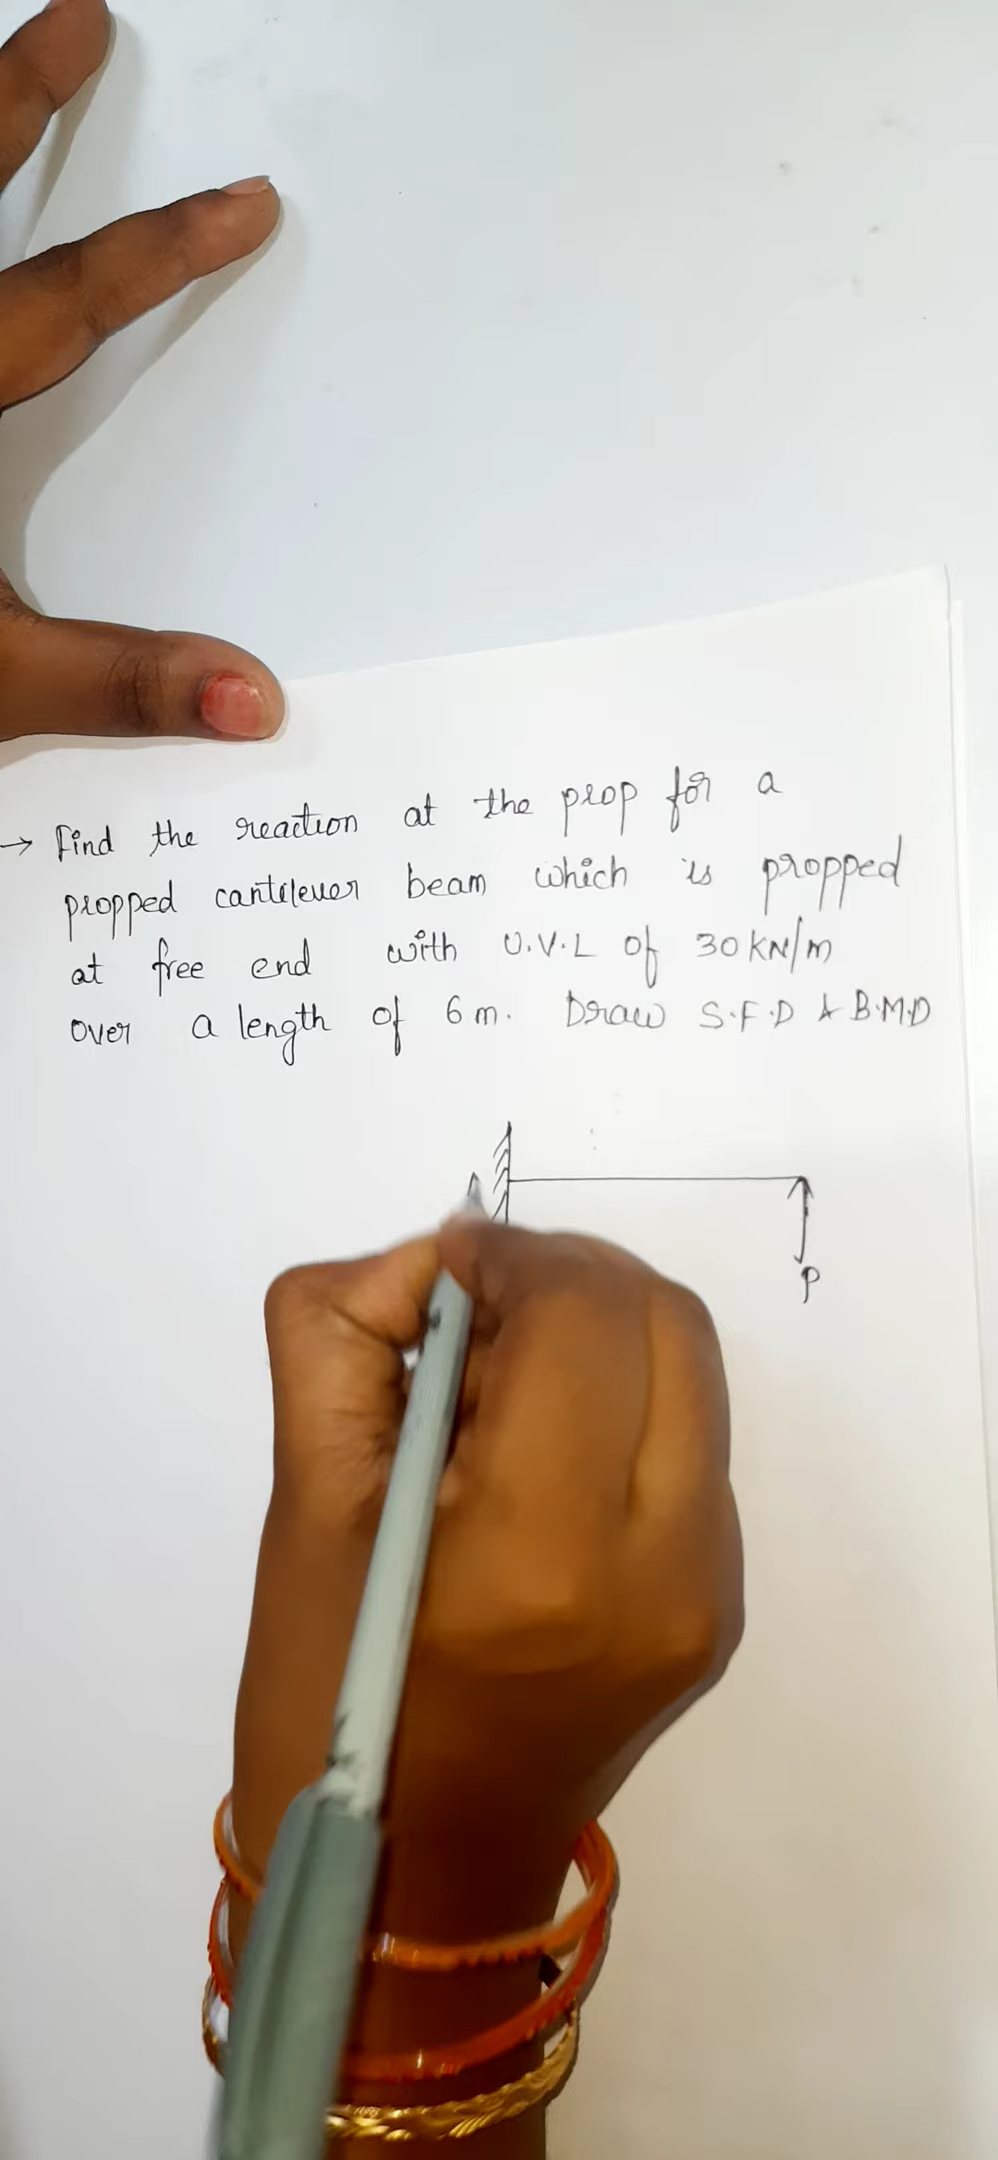 → Find the reaction at the prop for a
propped cantilever beam which is propped
at free end with U.V.L of 30 kN/m
over a length of 6 m. Draw S.F.D & B.M.D
P